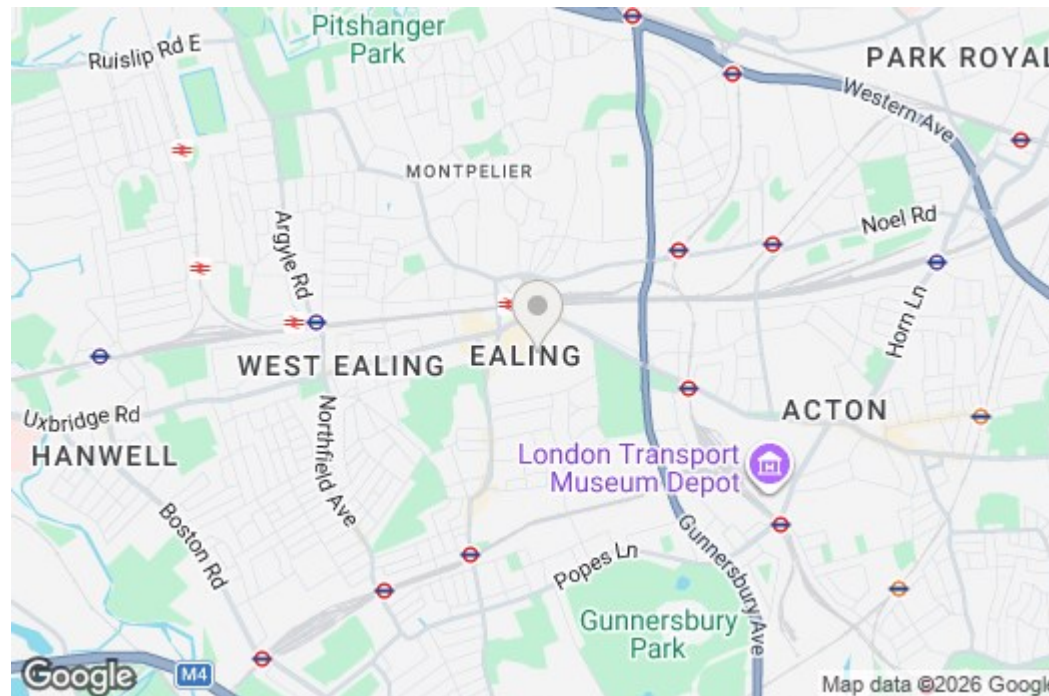 Pitshanger
Park
Ruislip Rd E
PARK ROYAL
Western Ave
MONTPELIER
Argyle Rd
Noel Rd
Horn Ln
WEST EALING
EALING
Uxbridge Rd
HANWELL
Northfield Ave
ACTON
London Transport
Museum Depot
Boston Rd
Popes Ln
Gunnersbury Ave
Gunnersbury
Park
Google
M4
Map data ©2026 Google